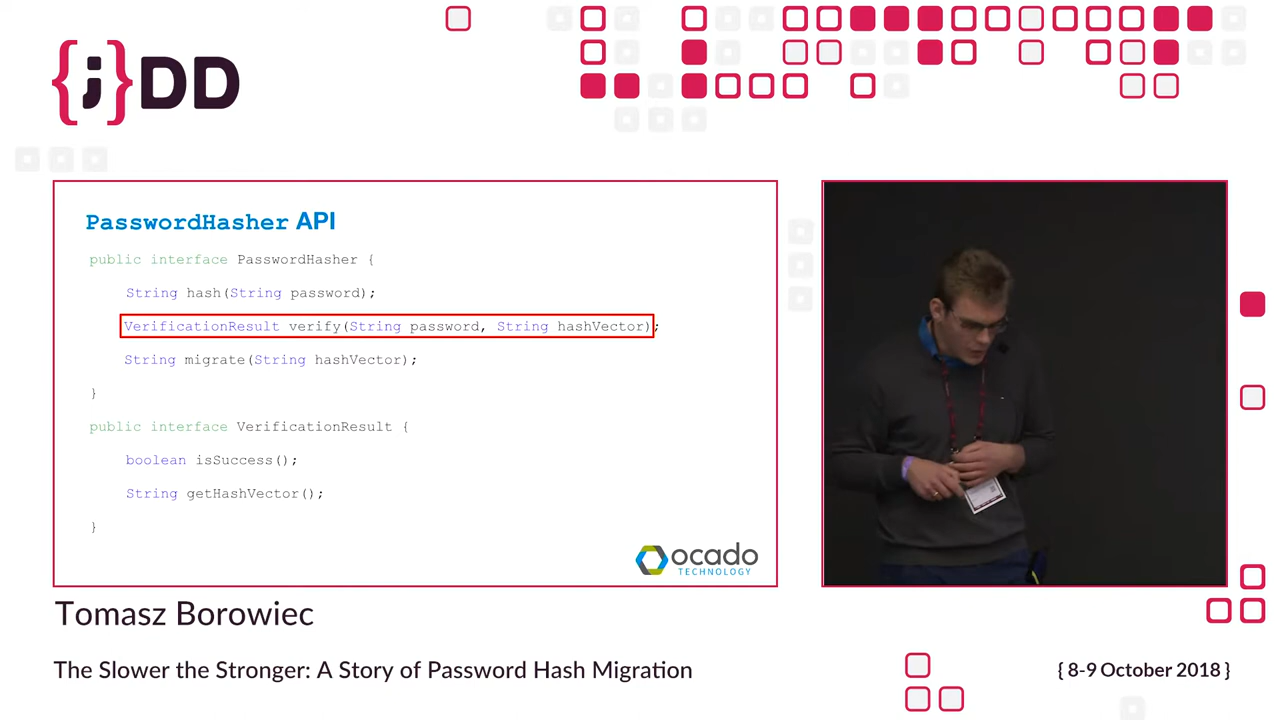 {;}DD
PasswordHasher API
public interface PasswordHasher {
String hash(String password);
VerificationResult verify(String password, String hashVector);
String migrate(String hashVector);
}
public interface VerificationResult {
boolean isSuccess();
String getHashVector();
}
ocado
TECHNOLOGY
Tomasz Borowiec
The Slower the Stronger: A Story of Password Hash Migration
{ 8-9 October 2018 }